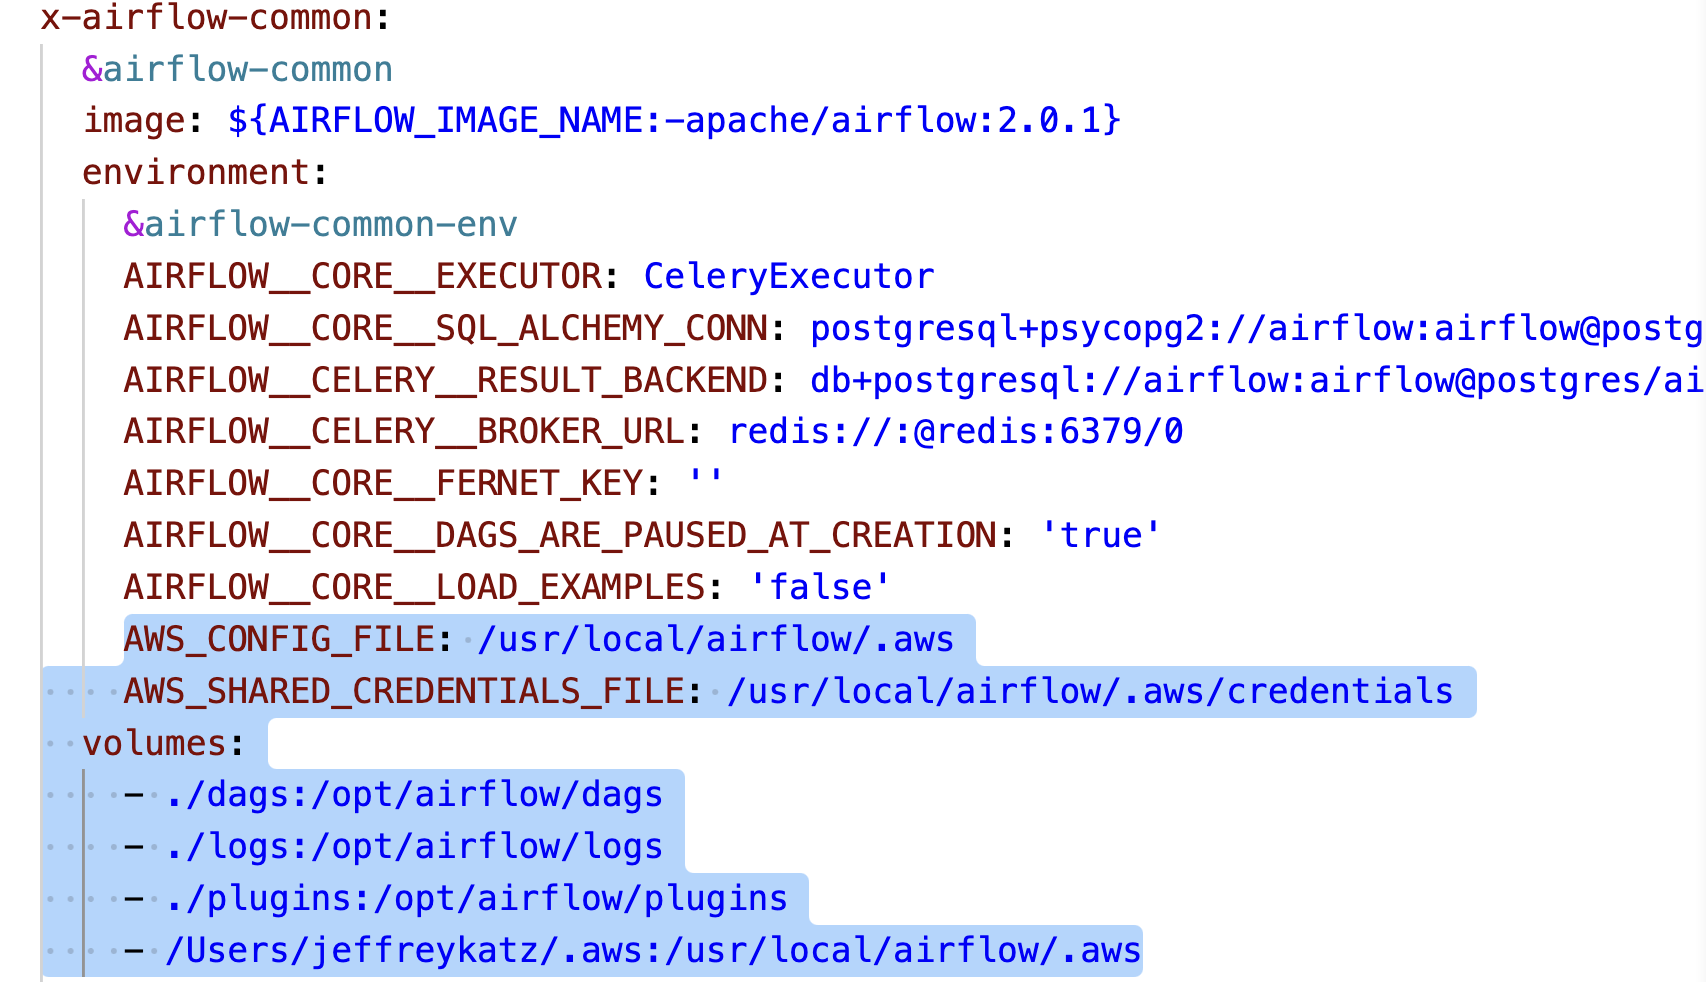 x-airflow-common:
&airflow-common
image: ${AIRFLOW_IMAGE_NAME:-apache/airflow:2.0.1}
environment:
&airflow-common-env
AIRFLOW__CORE__EXECUTOR: CeleryExecutor
AIRFLOW__CORE__SQL_ALCHEMY_CONN: postgresql+psycopg2://airflow:airflow@postg
AIRFLOW__CELERY__RESULT_BACKEND: db+postgresql://airflow:airflow@postgres/ai
AIRFLOW__CELERY__BROKER_URL: redis://:@redis:6379/0
AIRFLOW__CORE__FERNET_KEY: ''
AIRFLOW__CORE__DAGS_ARE_PAUSED_AT_CREATION: 'true'
AIRFLOW__CORE__LOAD_EXAMPLES: 'false'
AWS_CONFIG_FILE: /usr/local/airflow/.aws
AWS_SHARED_CREDENTIALS_FILE: /usr/local/airflow/.aws/credentials
volumes:
- ./dags:/opt/airflow/dags
- ./logs:/opt/airflow/logs
- ./plugins:/opt/airflow/plugins
- /Users/jeffreykatz/.aws:/usr/local/airflow/.aws